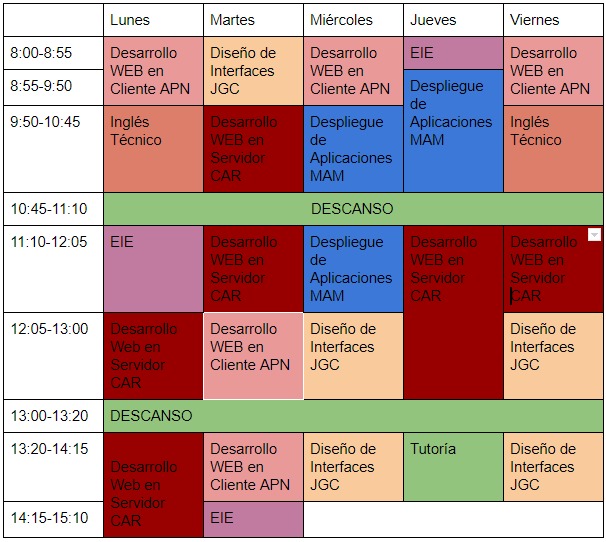 Lunes Martes Miércoles Jueves Viernes
8:00-8:55
Desarrollo
WEB en
Cliente APN
Diseño de
Interfaces
JGC
Desarrollo
WEB en
Cliente APN
EIE
Desarrollo
WEB en
Cliente APN
8:55-9:50
Despliegue
de
Aplicaciones
MAM
9:50-10:45
Inglés
Técnico
Desarrollo
WEB en
Servidor
CAR
Despliegue
de
Aplicaciones
MAM
Inglés
Técnico
10:45-11:10
DESCANSO
11:10-12:05
EIE
Desarrollo
WEB en
Servidor
CAR
Despliegue
de
Aplicaciones
MAM
Desarrollo
WEB en
Servidor
CAR
Desarrollo
WEB en
Servidor
CAR
12:05-13:00
Desarrollo
Web en
Servidor
CAR
Desarrollo
WEB en
Cliente APN
Diseño de
Interfaces
JGC
Diseño de
Interfaces
JGC
13:00-13:20
DESCANSO
13:20-14:15
Desarrollo
WEB en
Servidor
CAR
Desarrollo
WEB en
Cliente APN
Diseño de
Interfaces
JGC
Tutoría
Diseño de
Interfaces
JGC
14:15-15:10
EIE